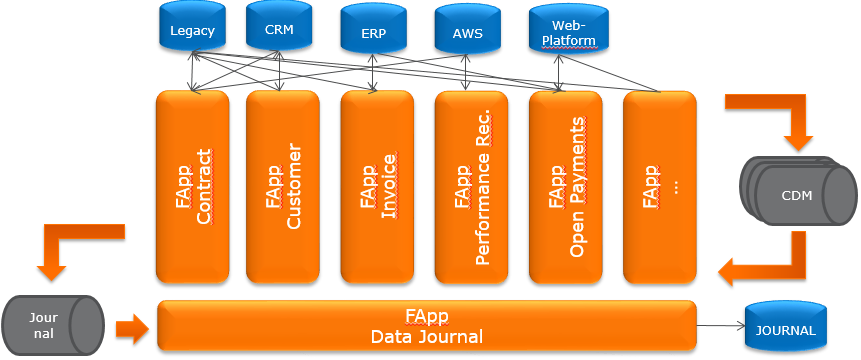 Legacy
CRM
ERP
AWS
Web-
Platform
FApp
Contract
FApp
Customer
FApp
Invoice
FApp
Performance Rec.
FApp
Open Payments
FApp
...
CDM
Jour
nal
FApp
Data Journal
JOURNAL